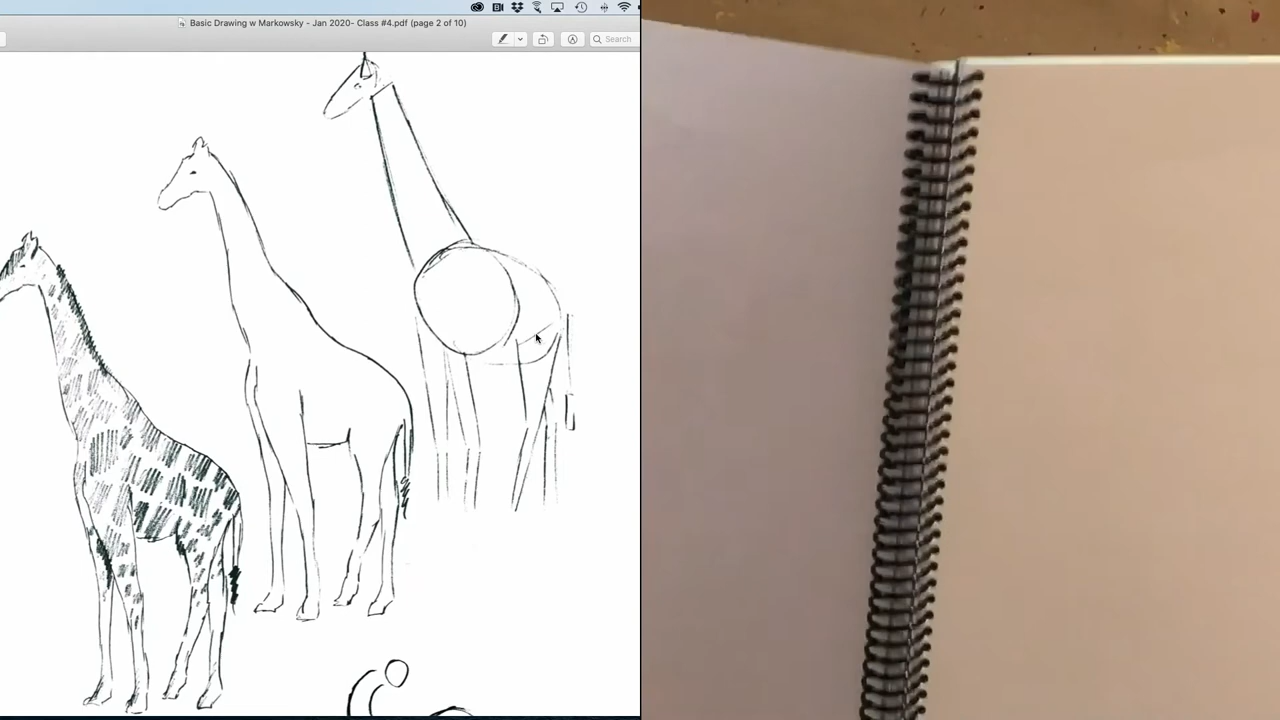 Basic Drawing w Markowsky - Jan 2020- Class #4.pdf (page 2 of 10)
Search